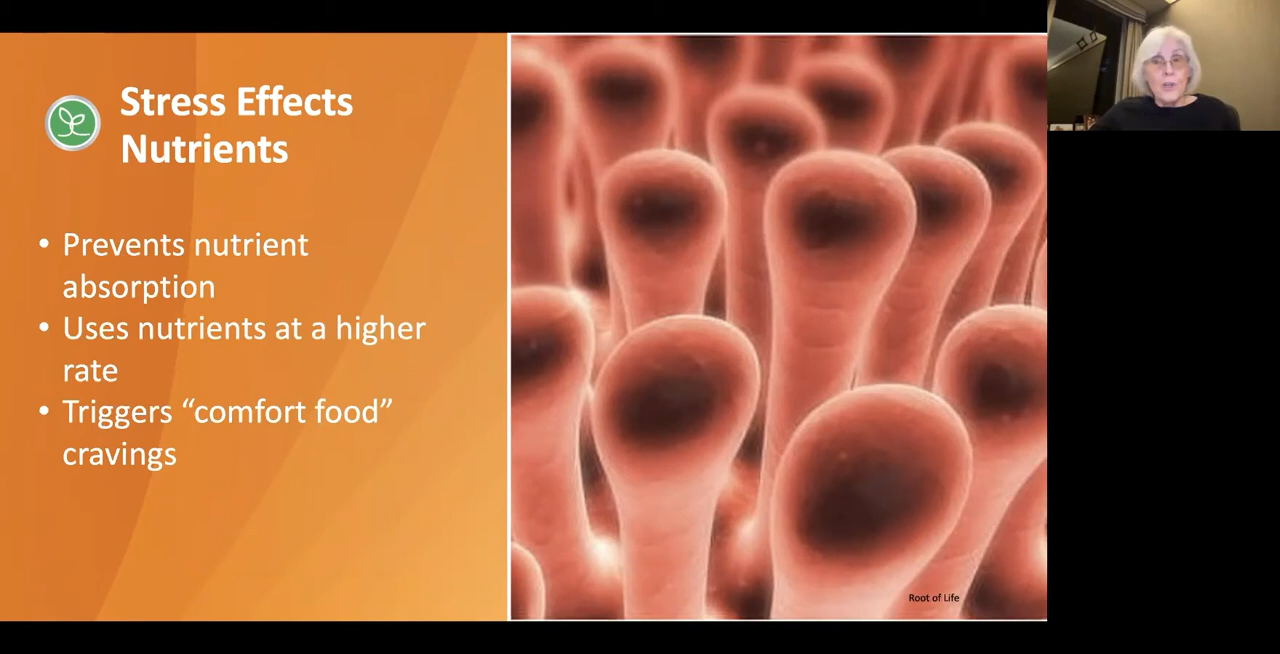 Stress Effects
Nutrients
• Prevents nutrient
absorption
• Uses nutrients at a higher
rate
• Triggers “comfort food”
cravings
Root of Life